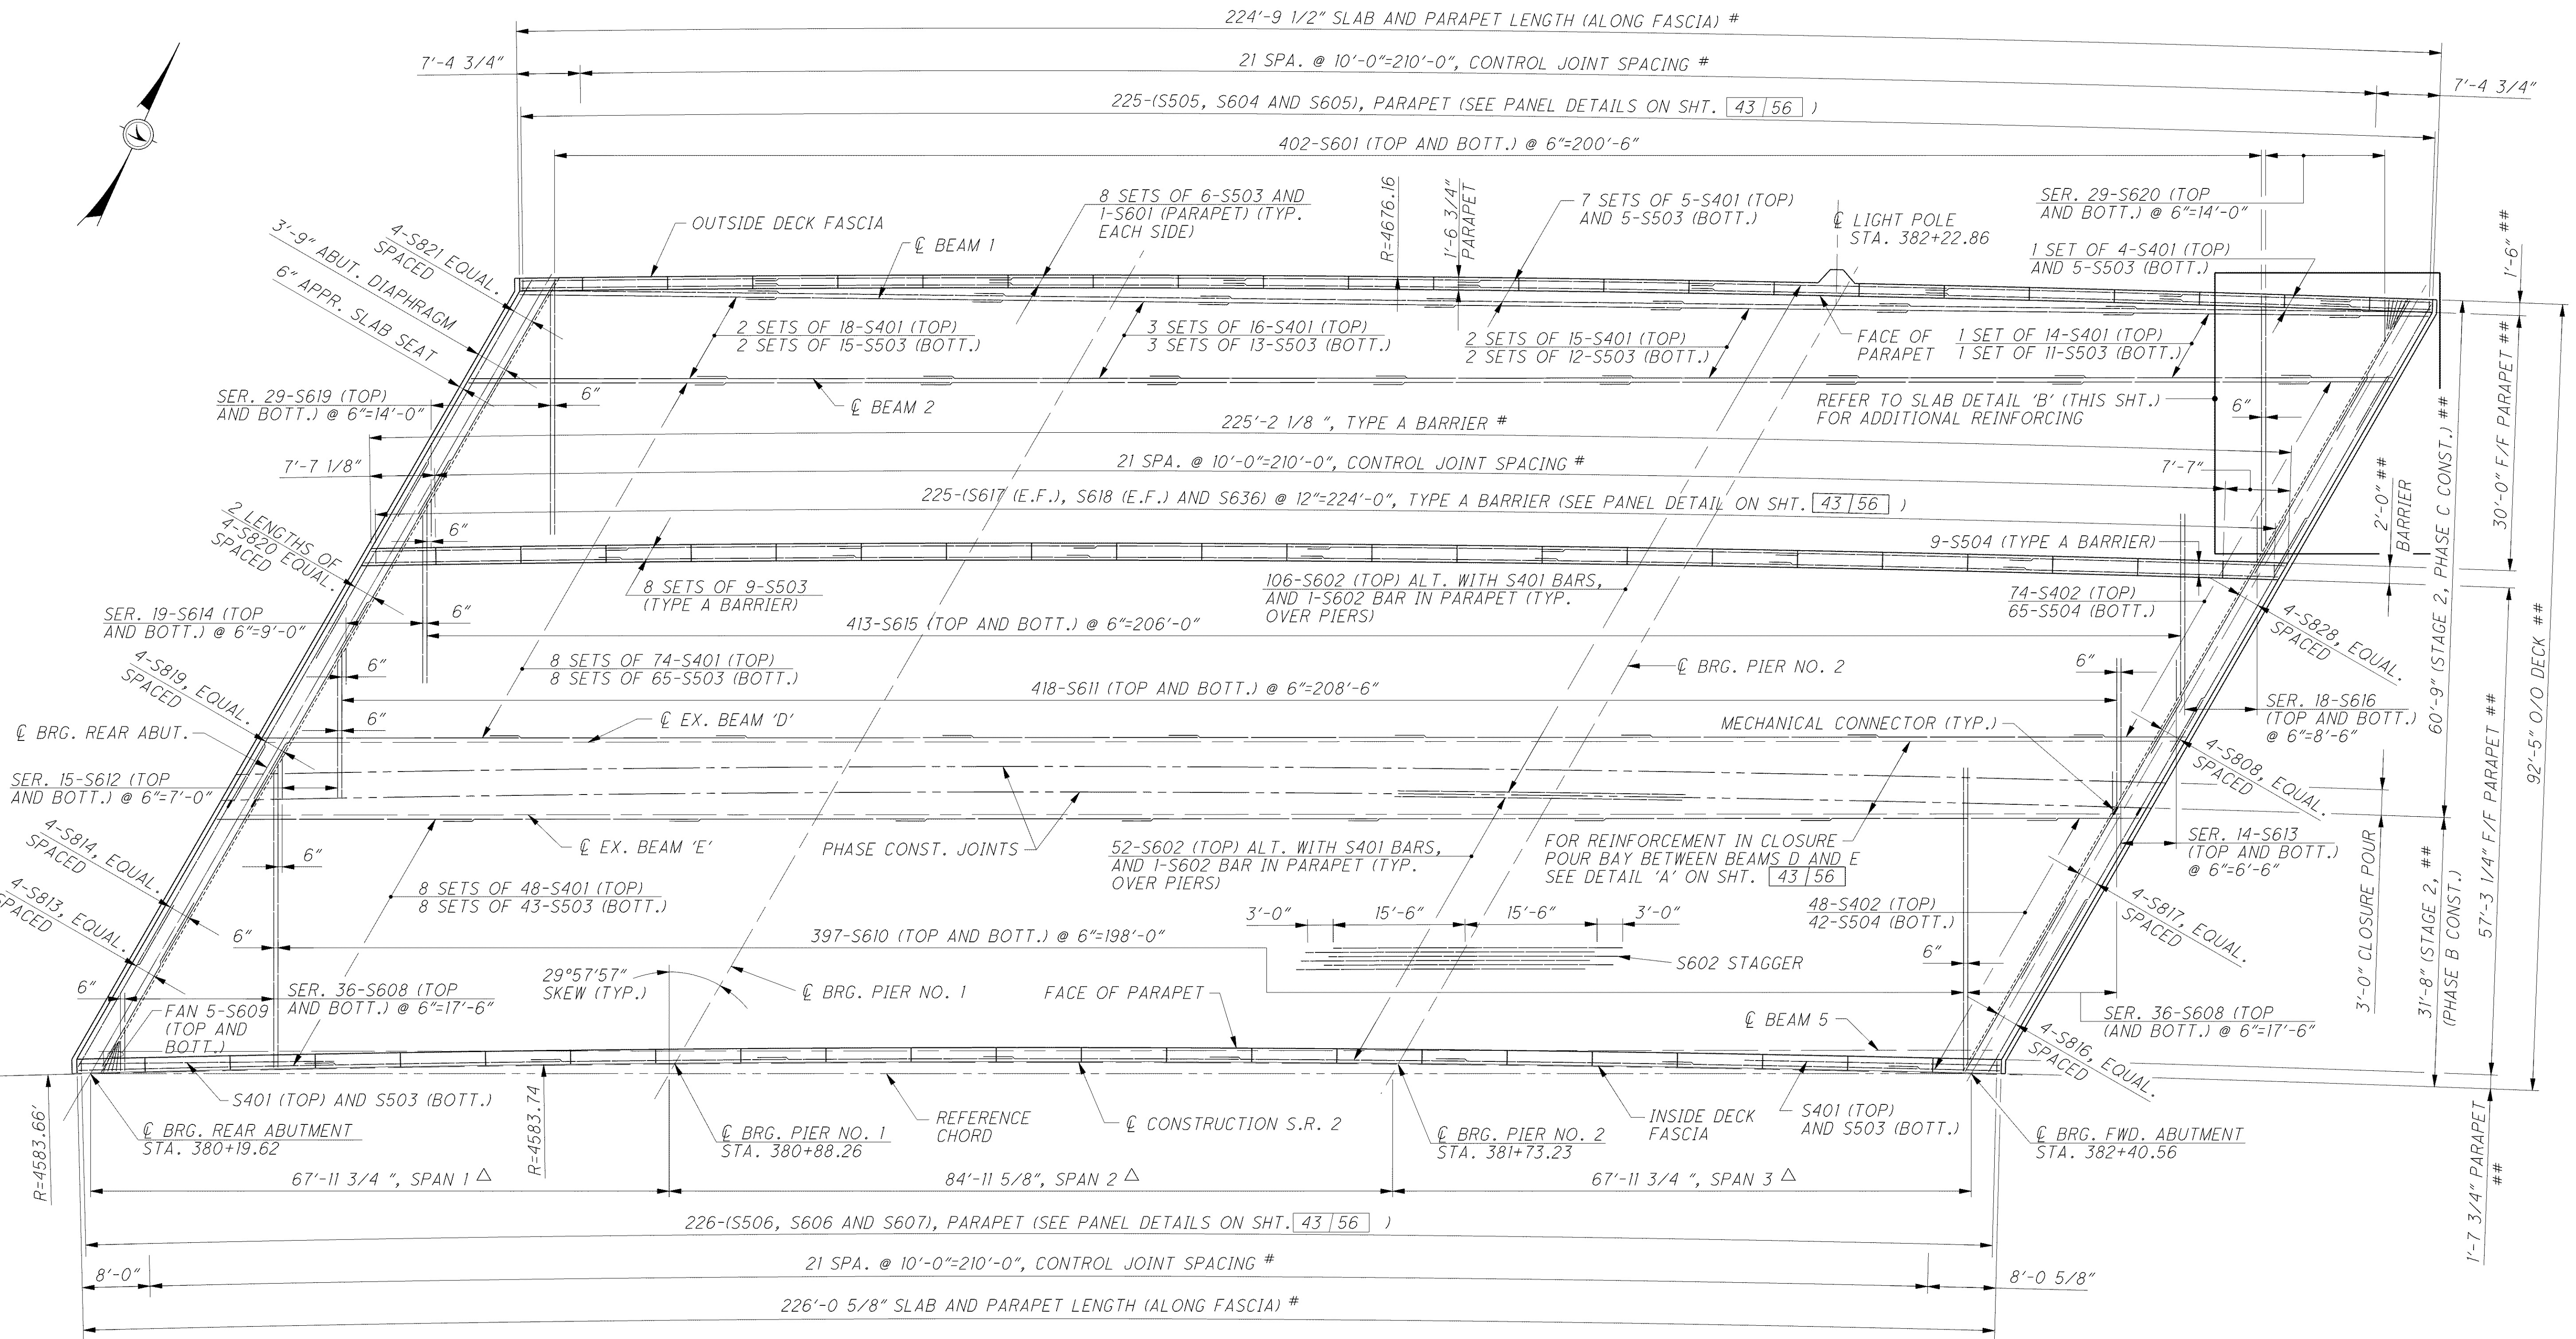 224'-9 1/2" SLAB AND PARAPET LENGTH (ALONG FASCIA) #
7'-4 3/4"
21 SPA. @ 10'-0"=210'-0", CONTROL JOINT SPACING #
7'-4 3/4"
225-(S505, S604 AND S605), PARAPET (SEE PANEL DETAILS ON SHT. 43 / 56 )
402-S601 (TOP AND BOTT.) @ 6"=200'-6"
OUTSIDE DECK FASCIA
℄ BEAM 1
8 SETS OF 6-S503 AND
1-S601 (PARAPET) (TYP.
EACH SIDE)
R=4676.16
1'-6 3/4"
PARAPET
7 SETS OF 5-S401 (TOP)
AND 5-S503 (BOTT.)
℄ LIGHT POLE
STA. 382+22.86
SER. 29-S620 (TOP
AND BOTT.) @ 6"=14'-0"
1 SET OF 4-S401 (TOP)
AND 5-S503 (BOTT.)
1'-6" ##
4-S821 EQUAL.
SPACED
3'-9" ABUT. DIAPHRAGM
6" APPR. SLAB SEAT
2 SETS OF 18-S401 (TOP)
2 SETS OF 15-S503 (BOTT.)
3 SETS OF 16-S401 (TOP)
3 SETS OF 13-S503 (BOTT.)
2 SETS OF 15-S401 (TOP)
2 SETS OF 12-S503 (BOTT.)
FACE OF
PARAPET
1 SET OF 14-S401 (TOP)
1 SET OF 11-S503 (BOTT.)
SER. 29-S619 (TOP)
AND BOTT.) @ 6"=14'-0"
6"
℄ BEAM 2
REFER TO SLAB DETAIL 'B' (THIS SHT.)
FOR ADDITIONAL REINFORCING
6"
30'-0" F/F PARAPET ##
225'-2 1/8 ", TYPE A BARRIER #
7'-7 1/8"
21 SPA. @ 10'-0"=210'-0", CONTROL JOINT SPACING #
7'-7"
225-(S617 (E.F.), S618 (E.F.) AND S636) @ 12"=224'-0", TYPE A BARRIER (SEE PANEL DETAIL ON SHT. 43 / 56 )
2'-0" ##
BARRIER
2 LENGTHS OF
4-S820 EQUAL.
SPACED
6"
9-S504 (TYPE A BARRIER)
8 SETS OF 9-S503
(TYPE A BARRIER)
106-S602 (TOP) ALT. WITH S401 BARS,
AND 1-S602 BAR IN PARAPET (TYP.
OVER PIERS)
74-S402 (TOP)
65-S504 (BOTT.)
4-S828, EQUAL.
SPACED
60'-9" (STAGE 2, PHASE C CONST.) ##
92'-5" O/O DECK ##
SER. 19-S614 (TOP
AND BOTT.) @ 6"=9'-0"
6"
413-S615 (TOP AND BOTT.) @ 6"=206'-0"
4-S819, EQUAL.
SPACED
6"
8 SETS OF 74-S401 (TOP)
8 SETS OF 65-S503 (BOTT.)
℄ BRG. PIER NO. 2
6"
418-S611 (TOP AND BOTT.) @ 6"=208'-6"
SER. 18-S616
(TOP AND BOTT.)
@ 6"=8'-6"
℄ BRG. REAR ABUT.
6"
℄ EX. BEAM 'D'
MECHANICAL CONNECTOR (TYP.)
4-S808, EQUAL.
SPACED
SER. 15-S612 (TOP
AND BOTT.) @ 6"=7'-0"
4-S814, EQUAL.
SPACED
6"
℄ EX. BEAM 'E'
PHASE CONST. JOINTS
52-S602 (TOP) ALT. WITH S401 BARS,
AND 1-S602 BAR IN PARAPET (TYP.
OVER PIERS)
FOR REINFORCEMENT IN CLOSURE
POUR BAY BETWEEN BEAMS D AND E
SEE DETAIL 'A' ON SHT. 43 / 56
SER. 14-S613
(TOP AND BOTT.)
@ 6"=6'-6"
3'-0" CLOSURE POUR
31'-8" (STAGE 2, ##
(PHASE B CONST.)
57'-3 1/4" F/F PARAPET ##
4-S813, EQUAL.
SPACED
8 SETS OF 48-S401 (TOP)
8 SETS OF 43-S503 (BOTT.)
3'-0"
15'-6"
15'-6"
3'-0"
48-S402 (TOP)
42-S504 (BOTT.)
4-S817, EQUAL.
SPACED
6"
397-S610 (TOP AND BOTT.) @ 6"=198'-0"
S602 STAGGER
6"
6"
FAN 5-S609
(TOP AND
BOTT.)
SER. 36-S608 (TOP
AND BOTT.) @ 6"=17'-6"
29°57'57"
SKEW (TYP.)
℄ BRG. PIER NO. 1
FACE OF PARAPET
℄ BEAM 5
SER. 36-S608 (TOP
(AND BOTT.) @ 6"=17'-6"
4-S816, EQUAL.
SPACED
R=4583.66'
S401 (TOP) AND S503 (BOTT.)
℄ BRG. REAR ABUTMENT
STA. 380+19.62
R=4583.74
℄ BRG. PIER NO. 1
STA. 380+88.26
REFERENCE
CHORD
℄ CONSTRUCTION S.R. 2
℄ BRG. PIER NO. 2
STA. 381+73.23
INSIDE DECK
FASCIA
S401 (TOP)
AND S503 (BOTT.)
℄ BRG. FWD. ABUTMENT
STA. 382+40.56
1'-7 3/4" PARAPET
##
67'-11 3/4 ", SPAN 1 △
84'-11 5/8", SPAN 2 △
67'-11 3/4 ", SPAN 3 △
226-(S506, S606 AND S607), PARAPET (SEE PANEL DETAILS ON SHT. 43 / 56 )
8'-0"
21 SPA. @ 10'-0"=210'-0", CONTROL JOINT SPACING #
8'-0 5/8"
226'-0 5/8" SLAB AND PARAPET LENGTH (ALONG FASCIA) #